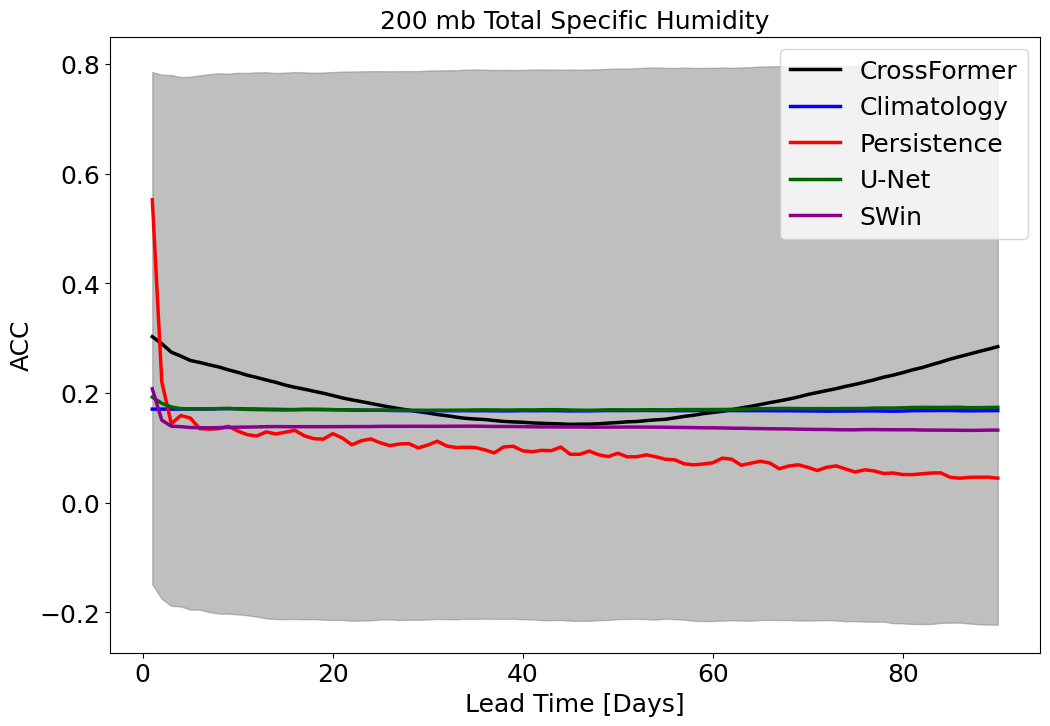 200 mb Total Specific Humidity
0.8
0.6
0.4
0.2
0.0
−0.2
ACC
CrossFormer
Climatology
Persistence
U-Net
SWin
0 20 40 60 80
Lead Time [Days]